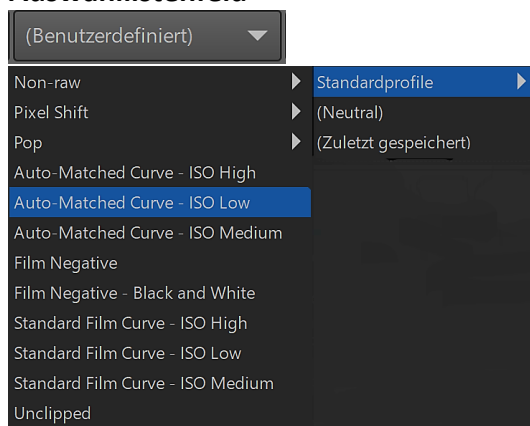 Auswahllistenfeld
(Benutzerdefiniert)
Non-raw
Pixel Shift
Pop
Auto-Matched Curve - ISO High
Auto-Matched Curve - ISO Low
Auto-Matched Curve - ISO Medium
Film Negative
Film Negative - Black and White
Standard Film Curve - ISO High
Standard Film Curve - ISO Low
Standard Film Curve - ISO Medium
Unclipped
Standardprofile
(Neutral)
(Zuletzt gespeichert)